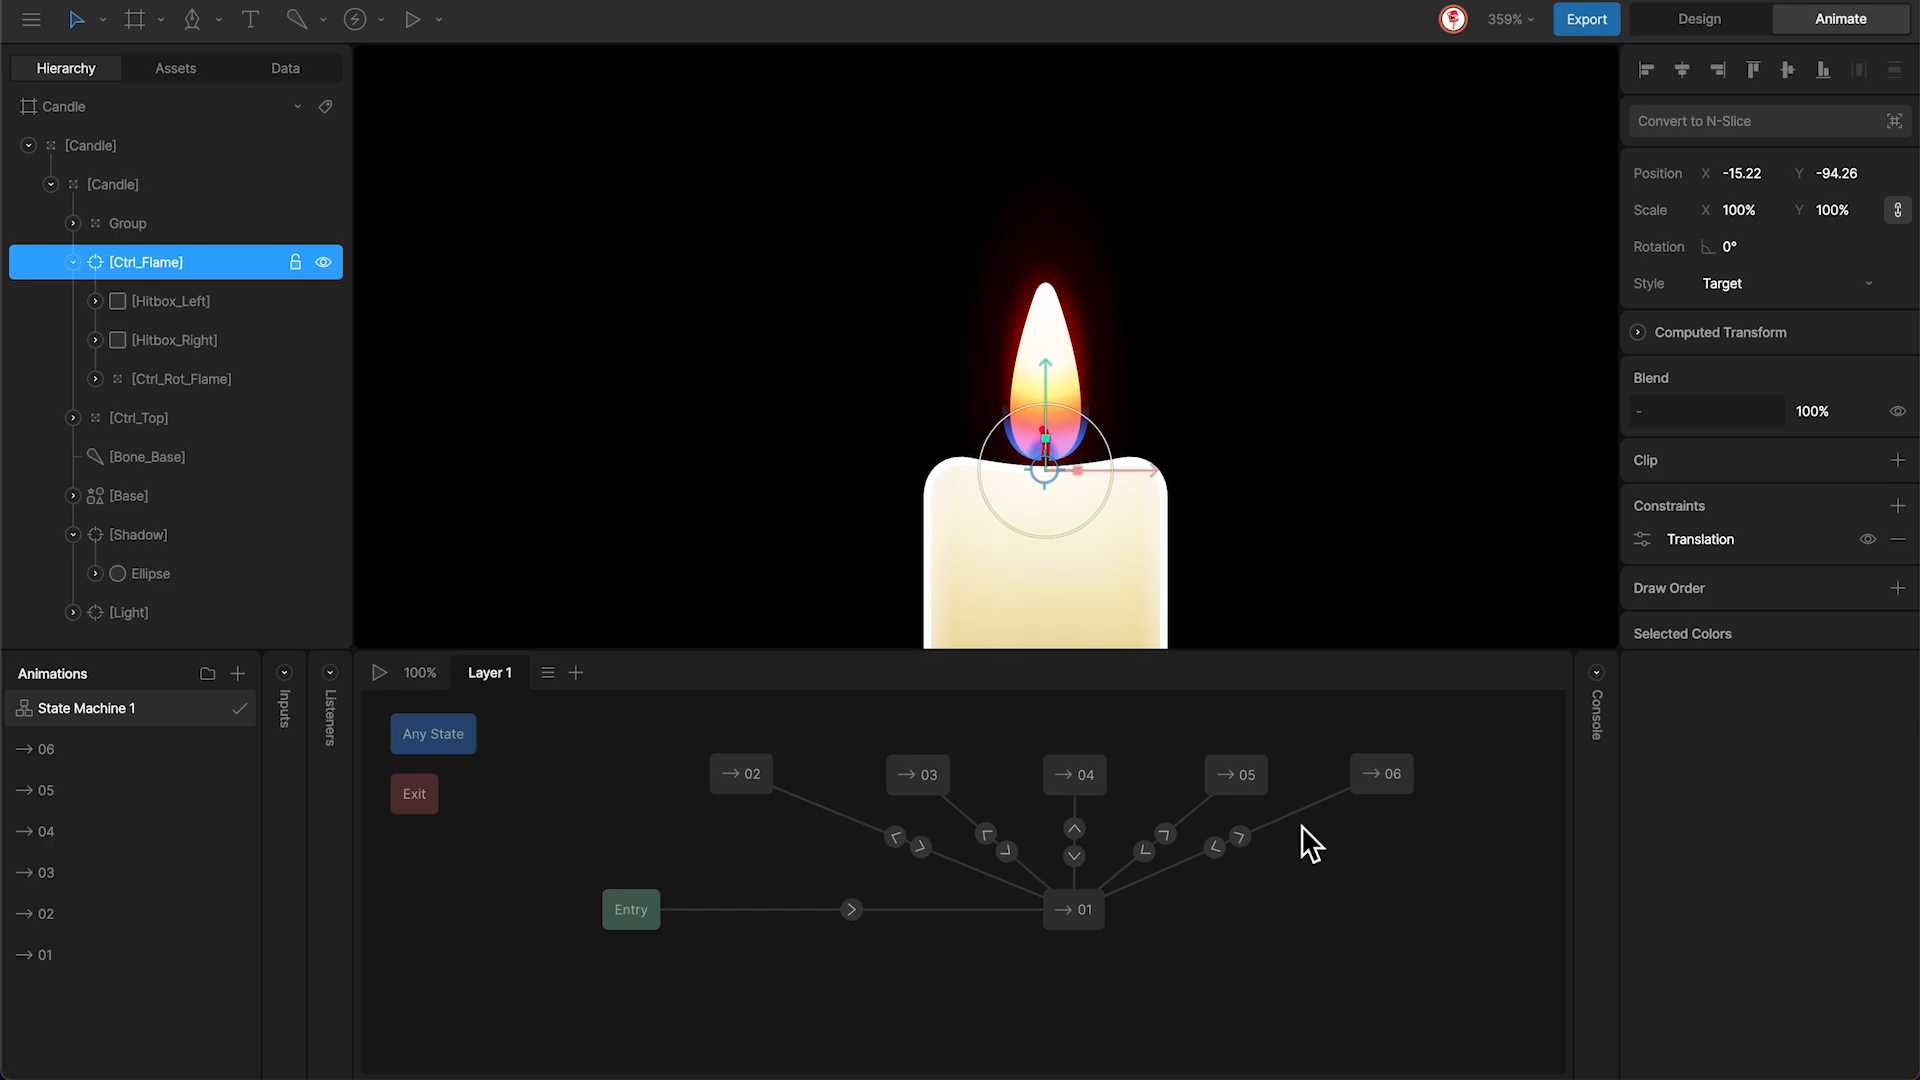 359%
Export
Design
Animate
Hierarchy
Assets
Data
Candle
[Candle]
[Candle]
Group
[Ctrl_Flame]
[Hitbox_Left]
[Hitbox_Right]
[Ctrl_Rot_Flame]
[Ctrl_Top]
[Bone_Base]
[Base]
[Shadow]
Ellipse
[Light]
Convert to N-Slice
Position X -15.22 Y -94.26
Scale X 100% Y 100%
Rotation 0°
Style Target
Computed Transform
Blend
- 100%
Clip
Constraints
Translation
Draw Order
Selected Colors
Animations
State Machine 1
06
05
04
03
02
01
Inputs
Listeners
100%
Layer 1
Any State
Exit
02
03
04
05
06
Entry
01
Console